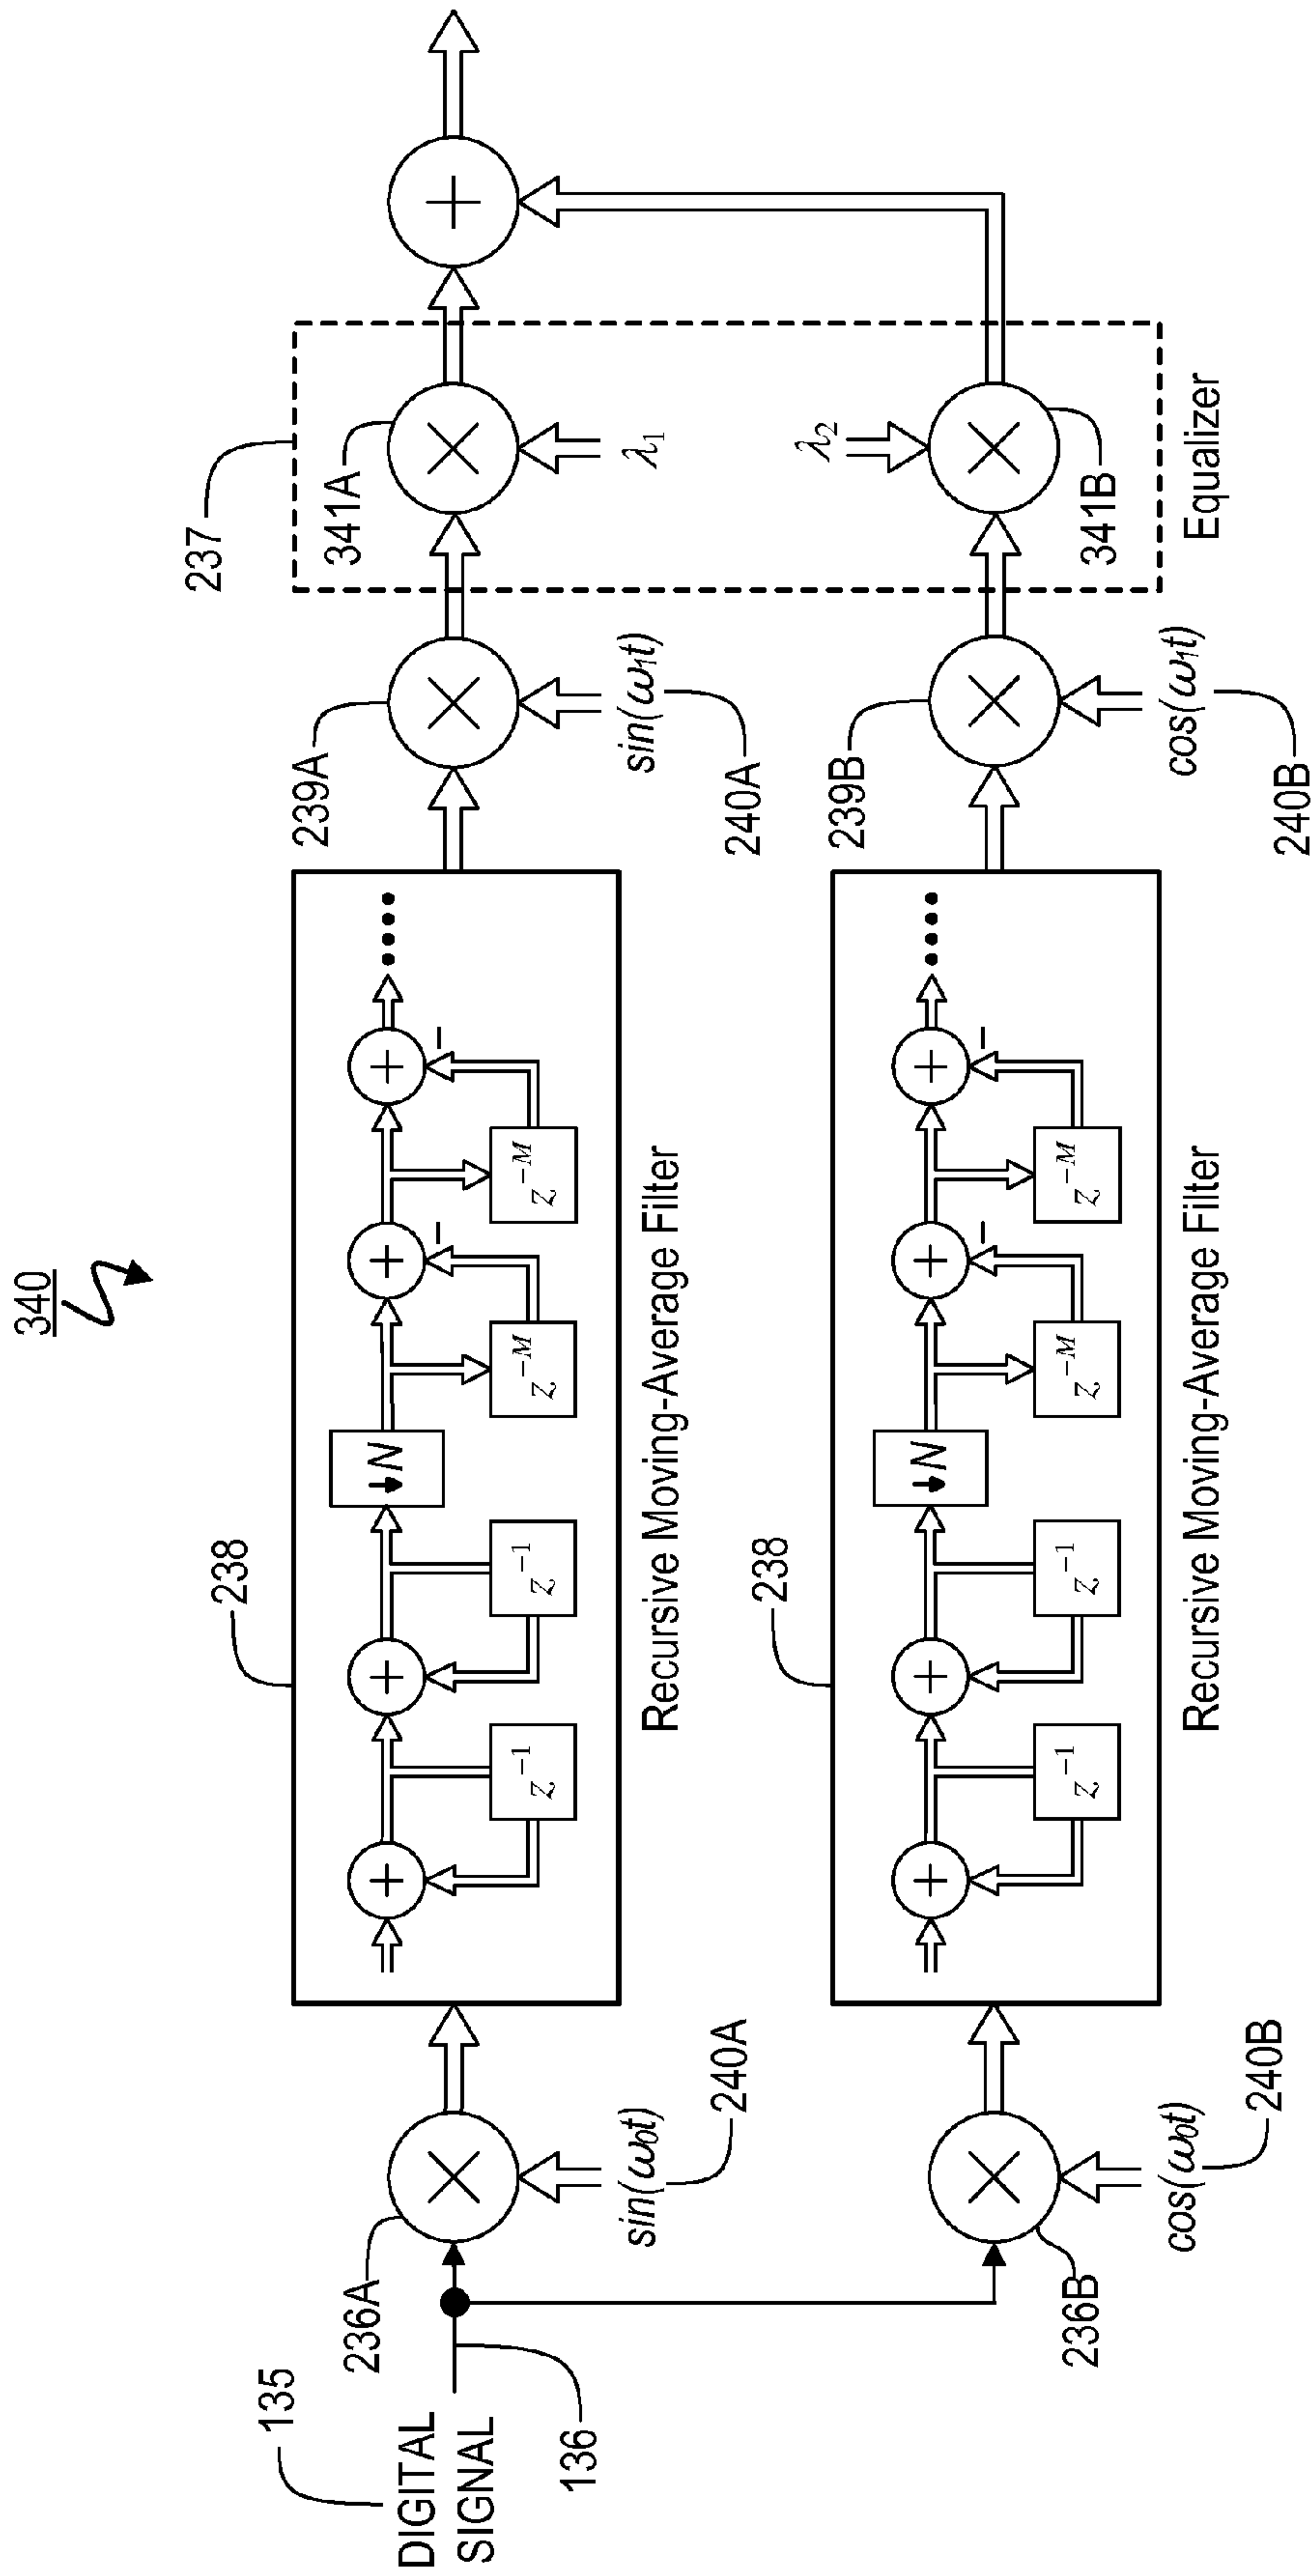 340
135
DIGITAL
SIGNAL
136
236A
sin(ω0t)
240A
238
+
z⁻¹
+
z⁻¹
↓N
z⁻ᴹ
+
−
z⁻ᴹ
+
−
Recursive Moving-Average Filter
239A
sin(ω1t)
240A
237
341A
λ₁
+
236B
cos(ω0t)
240B
238
+
z⁻¹
+
z⁻¹
↓N
z⁻ᴹ
+
−
z⁻ᴹ
+
−
Recursive Moving-Average Filter
239B
cos(ω1t)
240B
λ₂
341B
Equalizer